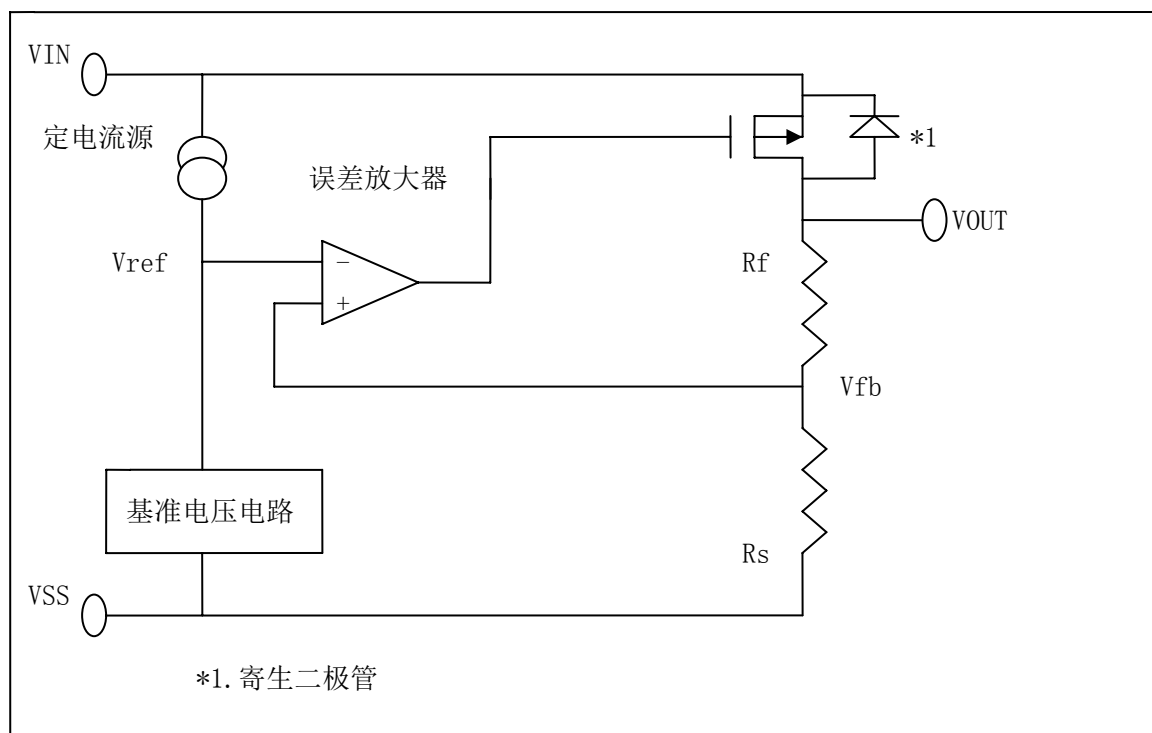 VIN
定电流源
*1
误差放大器
VOUT
Vref
Rf
−
+
Vfb
基准电压电路
Rs
VSS
*1.寄生二极管